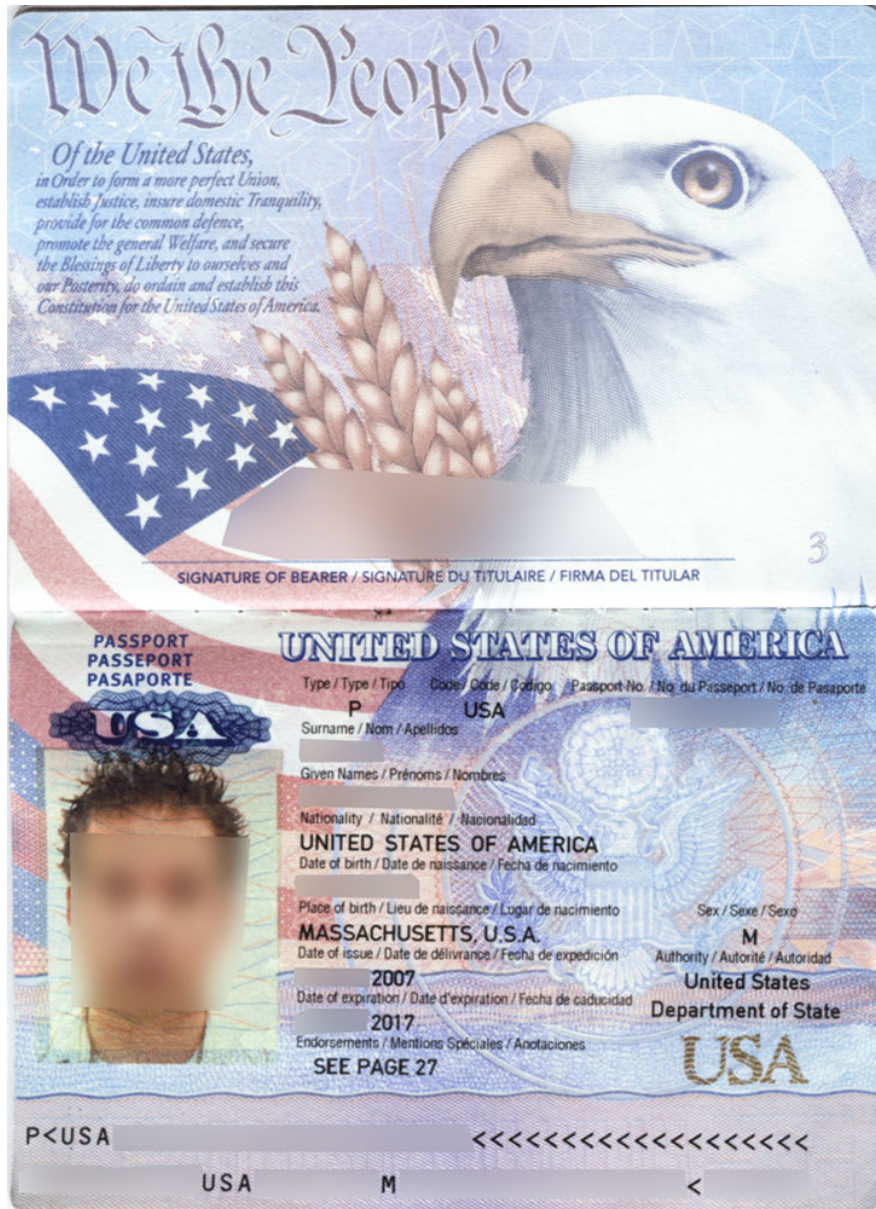 We the People
Of the United States,
in Order to form a more perfect Union,
establish Justice, insure domestic Tranquility,
provide for the common defence,
promote the general Welfare, and secure
the Blessings of Liberty to ourselves and
our Posterity, do ordain and establish this
Constitution for the United States of America.
3
SIGNATURE OF BEARER / SIGNATURE DU TITULAIRE / FIRMA DEL TITULAR
PASSPORT
PASSEPORT
PASAPORTE
USA
UNITED STATES OF AMERICA
Type / Type / Tipo Code / Code / Codigo Passport No. / No. du Passeport / No. de Pasaporte
P USA
Surname / Nom / Apellidos
Given Names / Prénoms / Nombres
Nationality / Nationalité / Nacionalidad
UNITED STATES OF AMERICA
Date of birth / Date de naissance / Fecha de nacimiento
Place of birth / Lieu de naissance / Lugar de nacimiento Sex / Sexe / Sexo
MASSACHUSETTS, U.S.A. M
Date of issue / Date de délivrance / Fecha de expedición Authority / Autorité / Autoridad
2007 United States
Date of expiration / Date d'expiration / Fecha de caducidad Department of State
2017
Endorsements / Mentions Spéciales / Anotaciones
SEE PAGE 27
USA
P<USA <<<<<<<<<<<<<<<<<<<
USA M <